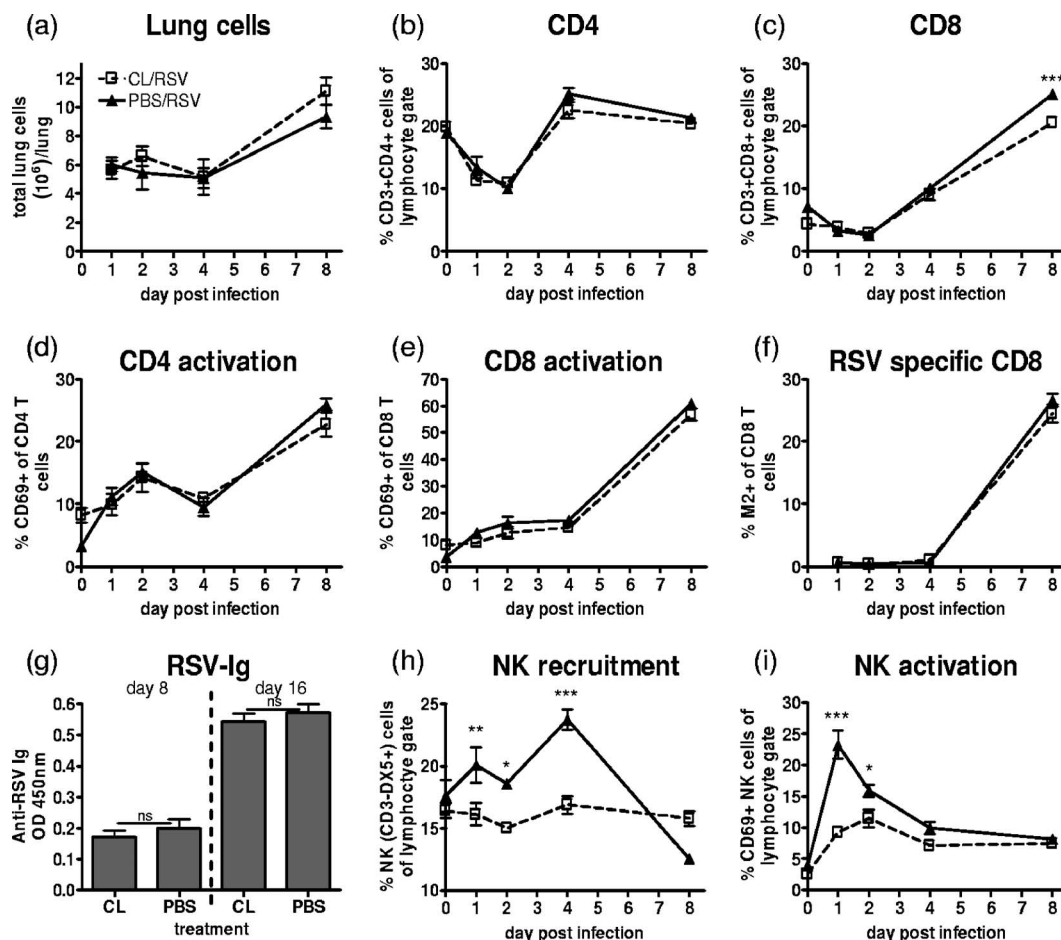 (a) Lung cells
total lung cells
(10⁶)/lung
12
10
8
6
4
2
0
CL/RSV
PBS/RSV
0 1 2 3 4 5 6 7 8
day post infection
(b) CD4
% CD3+CD4+ cells of
lymphocyte gate
30
20
10
0
0 1 2 3 4 5 6 7 8
day post infection
(c) CD8
% CD3+CD8+ cells of
lymphocyte gate
30
20
10
0
***
0 1 2 3 4 5 6 7 8
day post infection
(d) CD4 activation
% CD69+ of CD4 T
cells
30
20
10
0
0 1 2 3 4 5 6 7 8
day post infection
(e) CD8 activation
% CD69+ of CD8 T
cells
70
60
50
40
30
20
10
0
0 1 2 3 4 5 6 7 8
day post infection
(f) RSV specific CD8
% M2+ of CD8 T
cells
30
20
10
0
0 1 2 3 4 5 6 7 8
day post infection
(g) RSV-Ig
Anti-RSV Ig
OD 450nm
0.6
0.5
0.4
0.3
0.2
0.1
0.0
day 8 day 16
ns
ns
CL PBS CL PBS
treatment
(h) NK recruitment
% NK (CD3-DX5+) cells
of lymphoctye gate
25
20
15
10
** * ***
0 1 2 3 4 5 6 7 8
day post infection
(i) NK activation
% CD69+ NK cells of
lymphocyte gate
30
25
20
15
10
5
0
*** *
0 1 2 3 4 5 6 7 8
day post infection